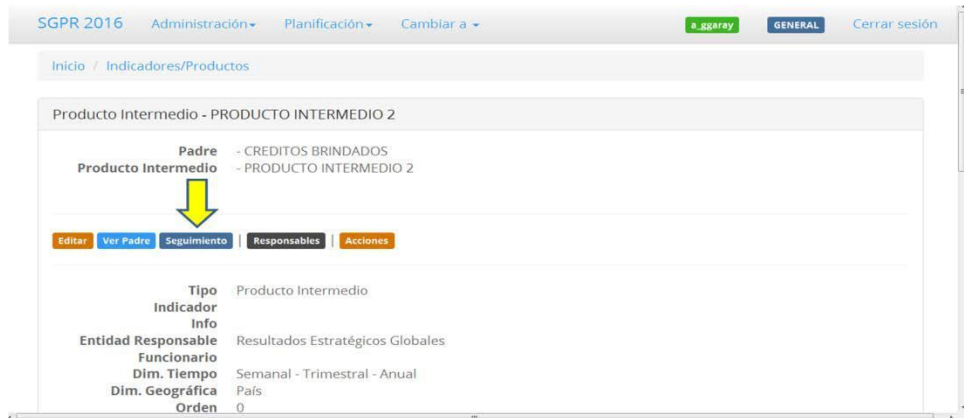 SGPR 2016 Administración Planificación Cambiar a a_ggaray GENERAL Cerrar sesión
Inicio / Indicadores/Productos
Producto Intermedio - PRODUCTO INTERMEDIO 2
Padre - CREDITOS BRINDADOS
Producto Intermedio - PRODUCTO INTERMEDIO 2
Editar Ver Padre Seguimiento | Responsables | Acciones
Tipo Producto Intermedio
Indicador
Info
Entidad Responsable Resultados Estratégicos Globales
Funcionario
Dim. Tiempo Semanal - Trimestral - Anual
Dim. Geográfica País
Orden 0